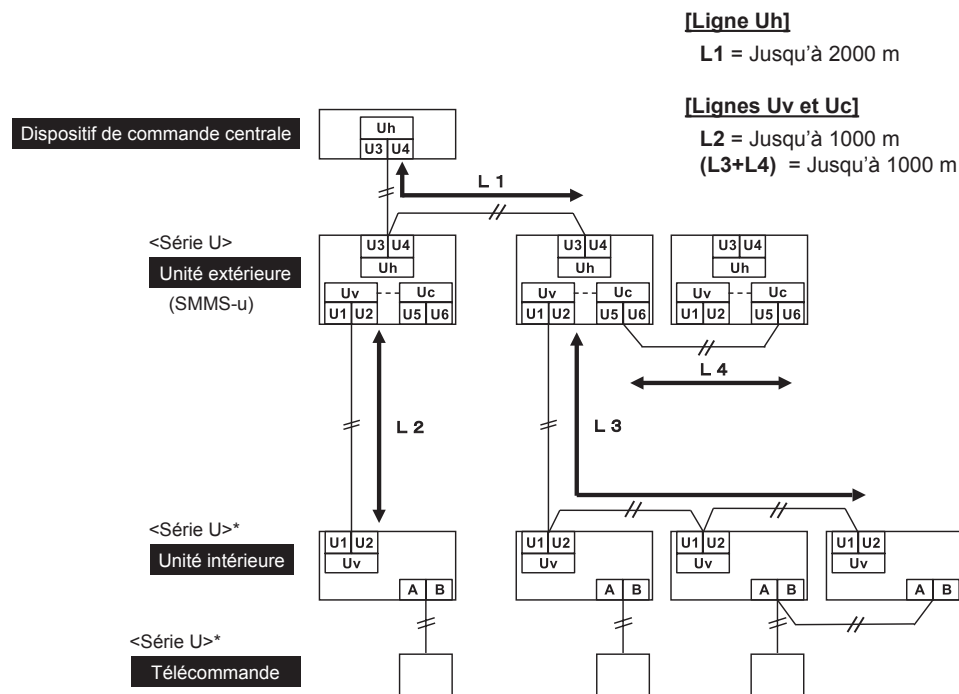 [Ligne Uh]
L1 = Jusqu'à 2000 m
[Lignes Uv et Uc]
L2 = Jusqu'à 1000 m
(L3+L4) = Jusqu'à 1000 m
Dispositif de commande centrale
Uh
U3 U4
L 1
<Série U>
Unité extérieure
(SMMS-u)
U3 U4
Uh
Uv Uc
U1 U2 U5 U6
U3 U4
Uh
Uv Uc
U1 U2 U5 U6
U3 U4
Uh
Uv Uc
U1 U2 U5 U6
L 4
L 2
L 3
<Série U>*
Unité intérieure
U1 U2
Uv
A B
U1 U2
Uv
A B
U1 U2
Uv
A B
U1 U2
Uv
A B
<Série U>*
Télécommande